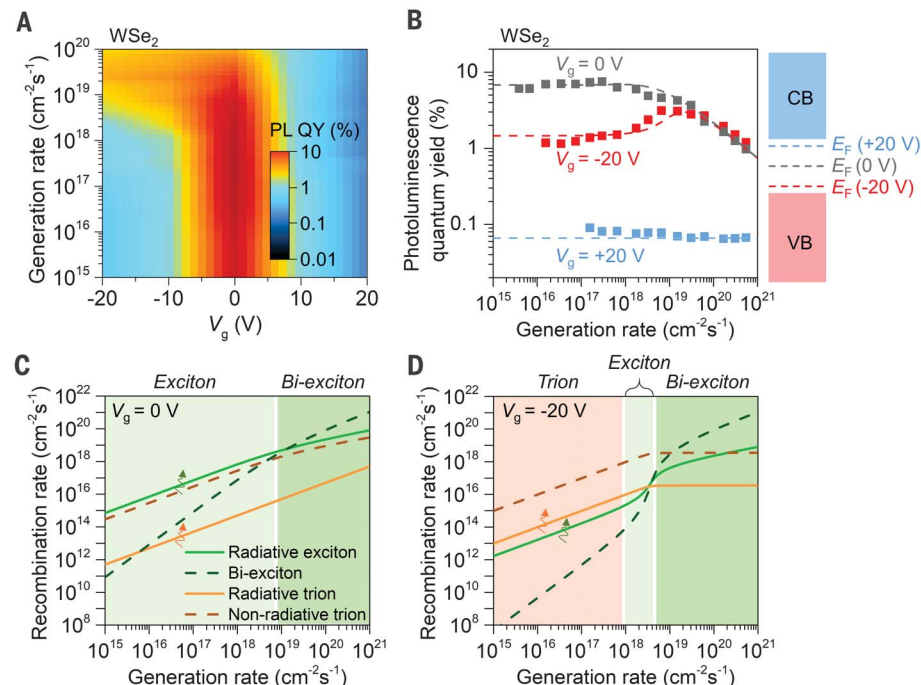 A
WSe2
Generation rate (cm-2s-1)
10^20
10^19
10^18
10^17
10^16
10^15
PL QY (%)
10
1
0.1
0.01
-20
-10
0
10
20
Vg (V)
B
WSe2
Photoluminescence
quantum yield (%)
10
1
0.1
Vg = 0 V
Vg = -20 V
Vg = +20 V
10^15
10^16
10^17
10^18
10^19
10^20
10^21
Generation rate (cm-2s-1)
CB
EF (+20 V)
EF (0 V)
EF (-20 V)
VB
C
Exciton
Bi-exciton
Vg = 0 V
Recombination rate (cm-2s-1)
10^22
10^20
10^18
10^16
10^14
10^12
10^10
10^8
Radiative exciton
Bi-exciton
Radiative trion
Non-radiative trion
10^15
10^16
10^17
10^18
10^19
10^20
10^21
Generation rate (cm-2s-1)
D
Exciton
Trion
Bi-exciton
Vg = -20 V
Recombination rate (cm-2s-1)
10^22
10^20
10^18
10^16
10^14
10^12
10^10
10^8
10^15
10^16
10^17
10^18
10^19
10^20
10^21
Generation rate (cm-2s-1)